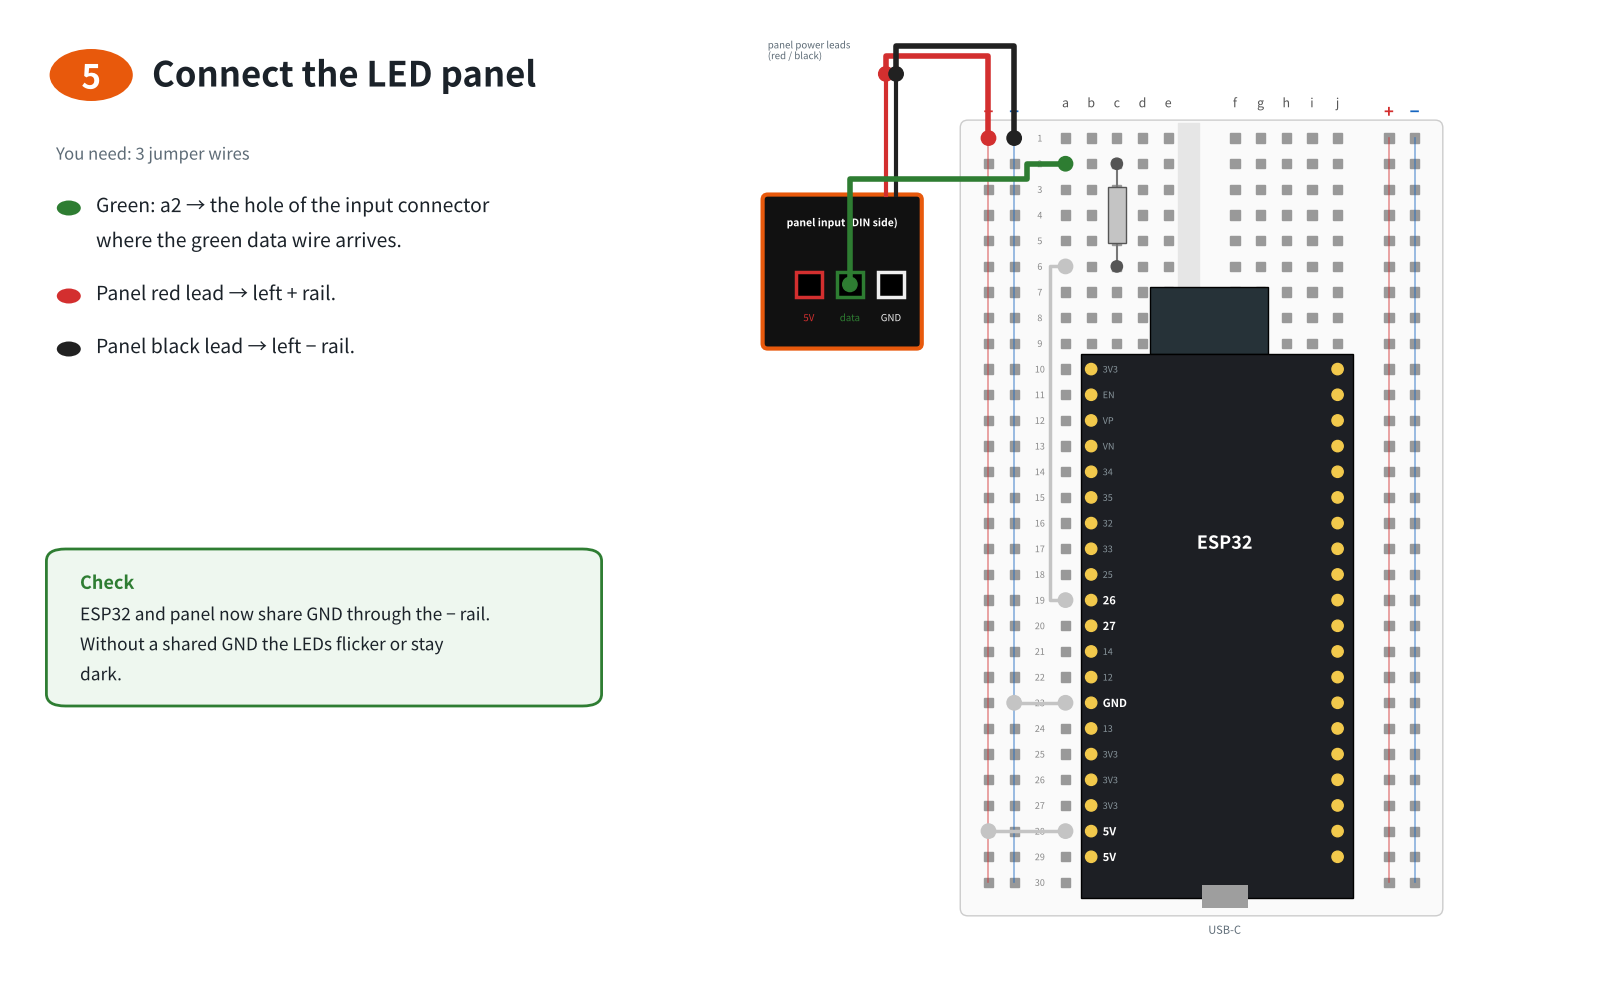 5
Connect the LED panel
You need: 3 jumper wires
Green: a2 → the hole of the input connector
where the green data wire arrives.
Panel red lead → left + rail.
Panel black lead → left − rail.
Check
ESP32 and panel now share GND through the − rail.
Without a shared GND the LEDs flicker or stay
dark.
panel power leads
(red / black)
panel input (DIN side)
5V data GND
a b c d e f g h i j
+ −
1
3
4
5
6
7
8
9
10 3V3
11 EN
12 VP
13 VN
14 34
15 35
16 32
17 33
18 25
19 26
20 27
21 14
22 12
23 GND
24 13
25 3V3
26 3V3
27 3V3
28 5V
29 5V
30
ESP32
USB-C